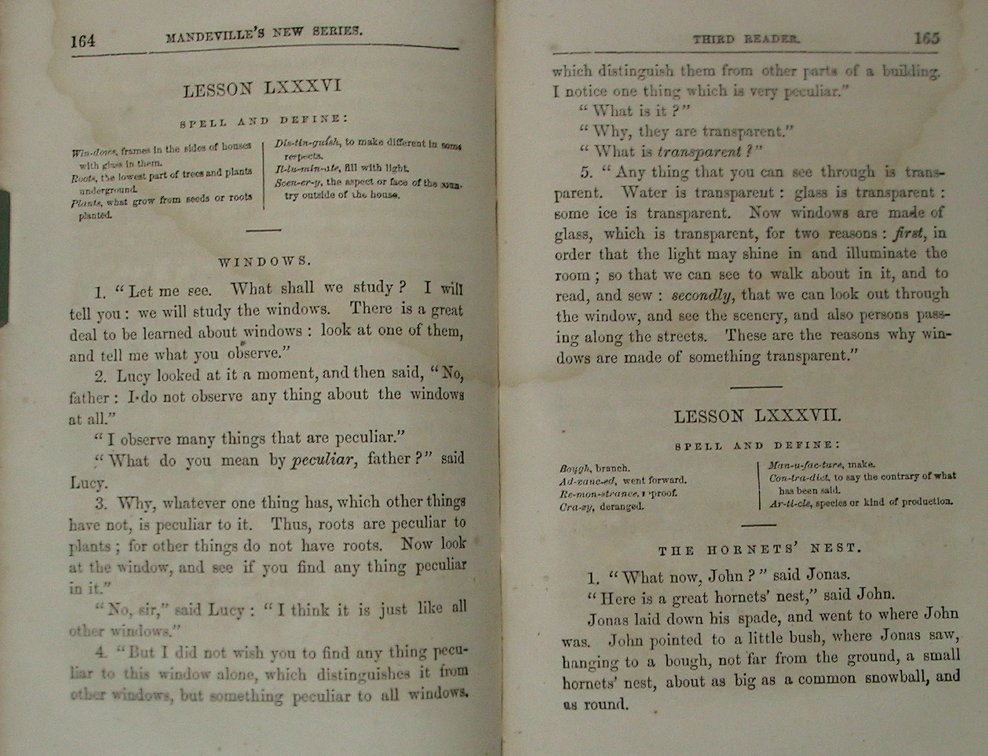 164 MANDEVILLE'S NEW SERIES.
LESSON LXXXVI
SPELL AND DEFINE:
Win-dows, frames in the sides of houses
with glass in them.
Roots, the lowest part of trees and plants
underground.
Plants, what grow from seeds or roots
planted.
Dis-tin-guish, to make different in some
respects.
Il-lu-min-ate, fill with light.
Scen-er-y, the aspect or face of the coun-
try outside of the house.
WINDOWS.
1. "Let me see. What shall we study? I will
tell you: we will study the windows. There is a great
deal to be learned about windows: look at one of them,
and tell me what you observe."
2. Lucy looked at it a moment, and then said, "No,
father: I do not observe any thing about the windows
at all."
"I observe many things that are peculiar."
"What do you mean by peculiar, father?" said
Lucy.
3. Why, whatever one thing has, which other things
have not, is peculiar to it. Thus, roots are peculiar to
plants; for other things do not have roots. Now look
at the window, and see if you find any thing peculiar
in it."
"No, sir," said Lucy: "I think it is just like all
other windows."
4. "But I did not wish you to find any thing pecu-
liar to this window alone, which distinguishes it from
other windows, but something peculiar to all windows.
THIRD READER. 165
which distinguish them from other parts of a building.
I notice one thing which is very peculiar."
"What is it?"
"Why, they are transparent."
"What is transparent?"
5. "Any thing that you can see through is trans-
parent. Water is transparent: glass is transparent:
some ice is transparent. Now windows are made of
glass, which is transparent, for two reasons: first, in
order that the light may shine in and illuminate the
room; so that we can see to walk about in it, and to
read, and sew: secondly, that we can look out through
the window, and see the scenery, and also persons pass-
ing along the streets. These are the reasons why win-
dows are made of something transparent."
LESSON LXXXVII.
SPELL AND DEFINE:
Bough, branch.
Ad-vanc-ed, went forward.
Re-mon-strance, reproof.
Cra-zy, deranged.
Man-u-fac-ture, make.
Con-tra-dict, to say the contrary of what
has been said.
Ar-ti-cle, species or kind of production.
THE HORNETS' NEST.
1. "What now, John?" said Jonas.
"Here is a great hornets' nest," said John.
Jonas laid down his spade, and went to where John
was. John pointed to a little bush, where Jonas saw,
hanging to a bough, not far from the ground, a small
hornets' nest, about as big as a common snowball, and
as round.